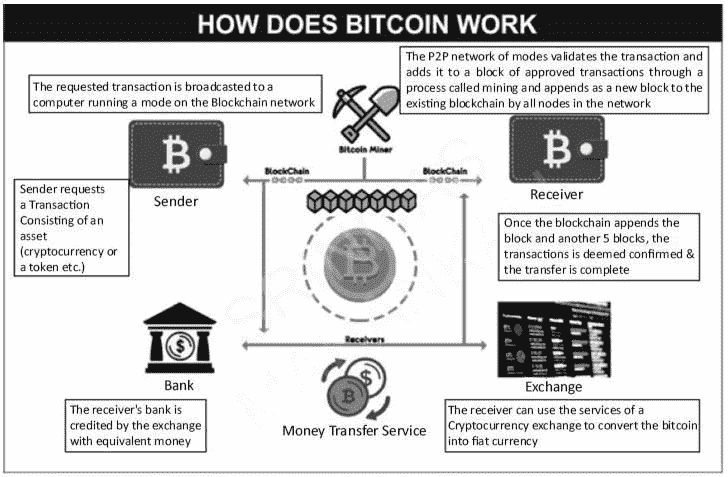 HOW DOES BITCOIN WORK
The requested transaction is broadcasted to a
computer running a mode on the Blockchain network
The P2P network of modes validates the transaction and
adds it to a block of approved transactions through a
process called mining and appends as a new block to the
existing blockchain by all nodes in the network
Bitcoin Miner
BlockChain
BlockChain
Sender
Receiver
Sender requests
a Transaction
Consisting of an
asset
(cryptocurrency or
a token etc.)
Once the blockchain appends the
block and another 5 blocks, the
transactions is deemed confirmed &
the transfer is complete
Receivers
Bank
Money Transfer Service
Exchange
The receiver's bank is
credited by the exchange
with equivalent money
The receiver can use the services of a
Cryptocurrency exchange to convert the bitcoin
into fiat currency